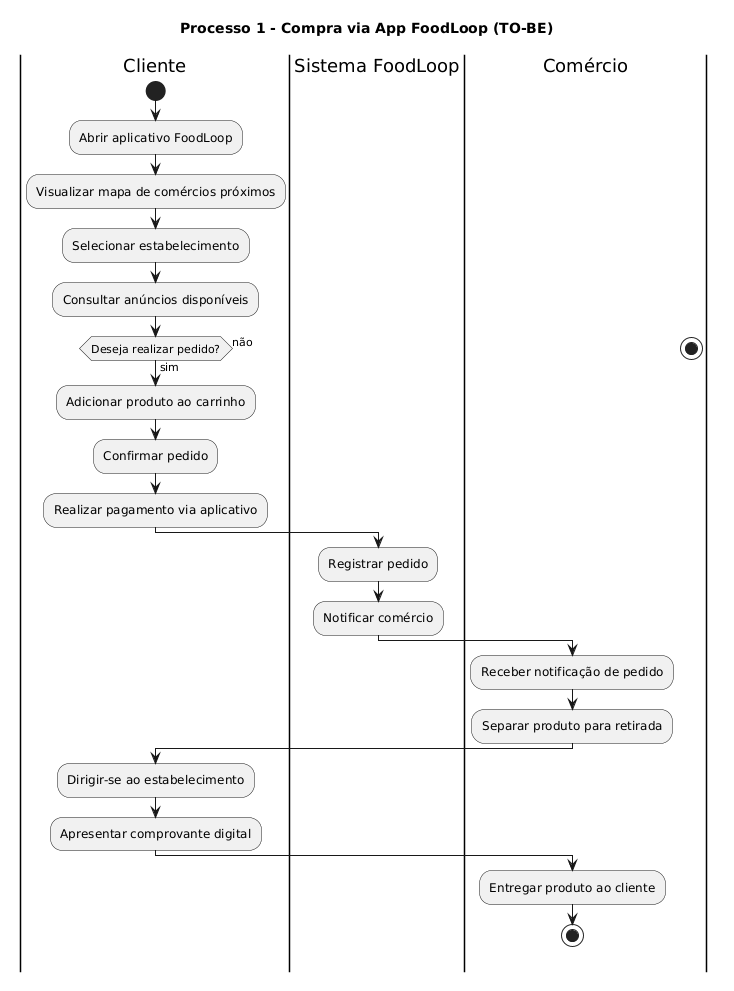 Processo 1 - Compra via App FoodLoop (TO-BE)
Cliente
Sistema FoodLoop
Comércio
Abrir aplicativo FoodLoop
Visualizar mapa de comércios próximos
Selecionar estabelecimento
Consultar anúncios disponíveis
Deseja realizar pedido?
não
sim
Adicionar produto ao carrinho
Confirmar pedido
Realizar pagamento via aplicativo
Registrar pedido
Notificar comércio
Receber notificação de pedido
Separar produto para retirada
Dirigir-se ao estabelecimento
Apresentar comprovante digital
Entregar produto ao cliente